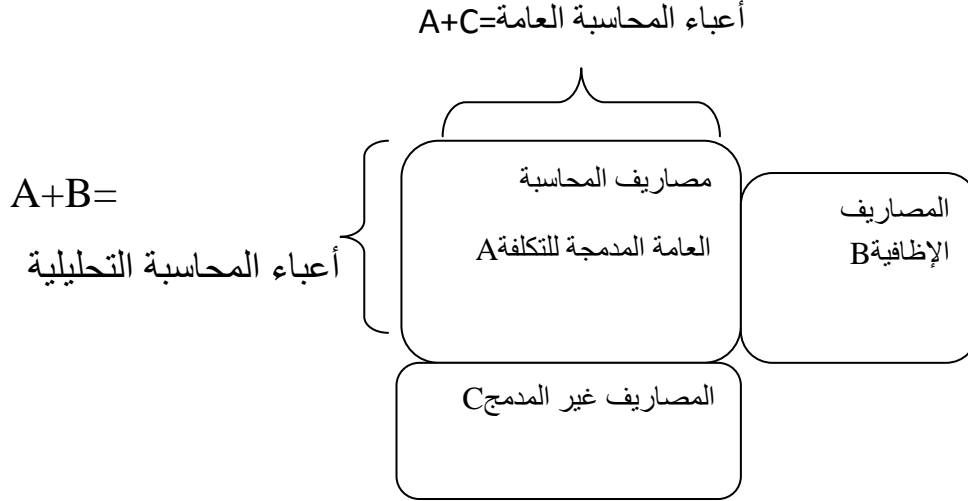 أعباء المحاسبة العامة=A+C
مصاريف المحاسبة
العامة المدمجة للتكلفةA
المصاريف
الإظافيةB
A+B=
أعباء المحاسبة التحليلية
المصاريف غير المدمجC